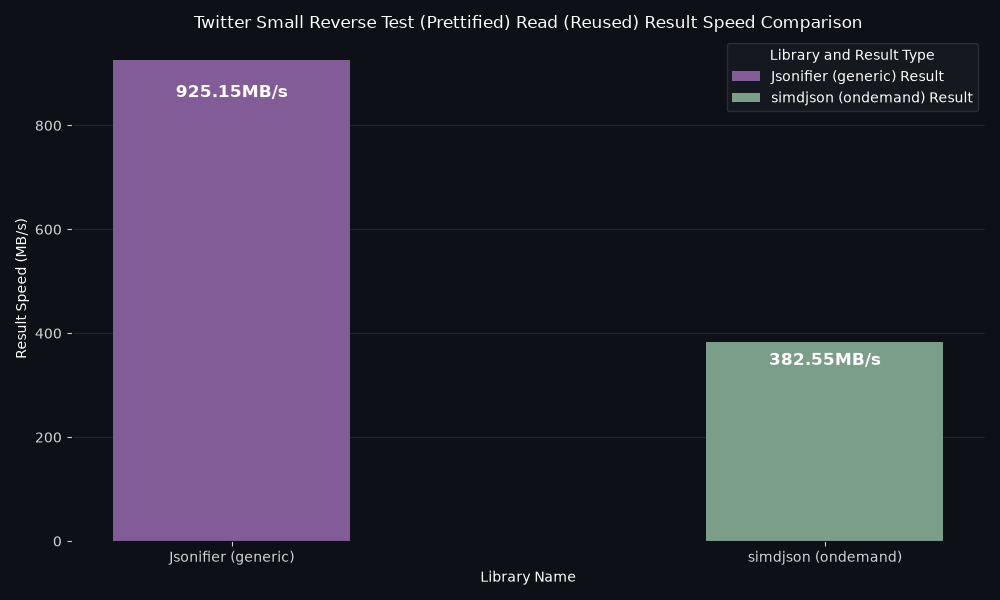 Twitter Small Reverse Test (Prettified) Read (Reused) Result Speed Comparison
Library and Result Type
Jsonifier (generic) Result
simdjson (ondemand) Result
925.15MB/s
382.55MB/s
Result Speed (MB/s)
800
600
400
200
0
Jsonifier (generic)
simdjson (ondemand)
Library Name